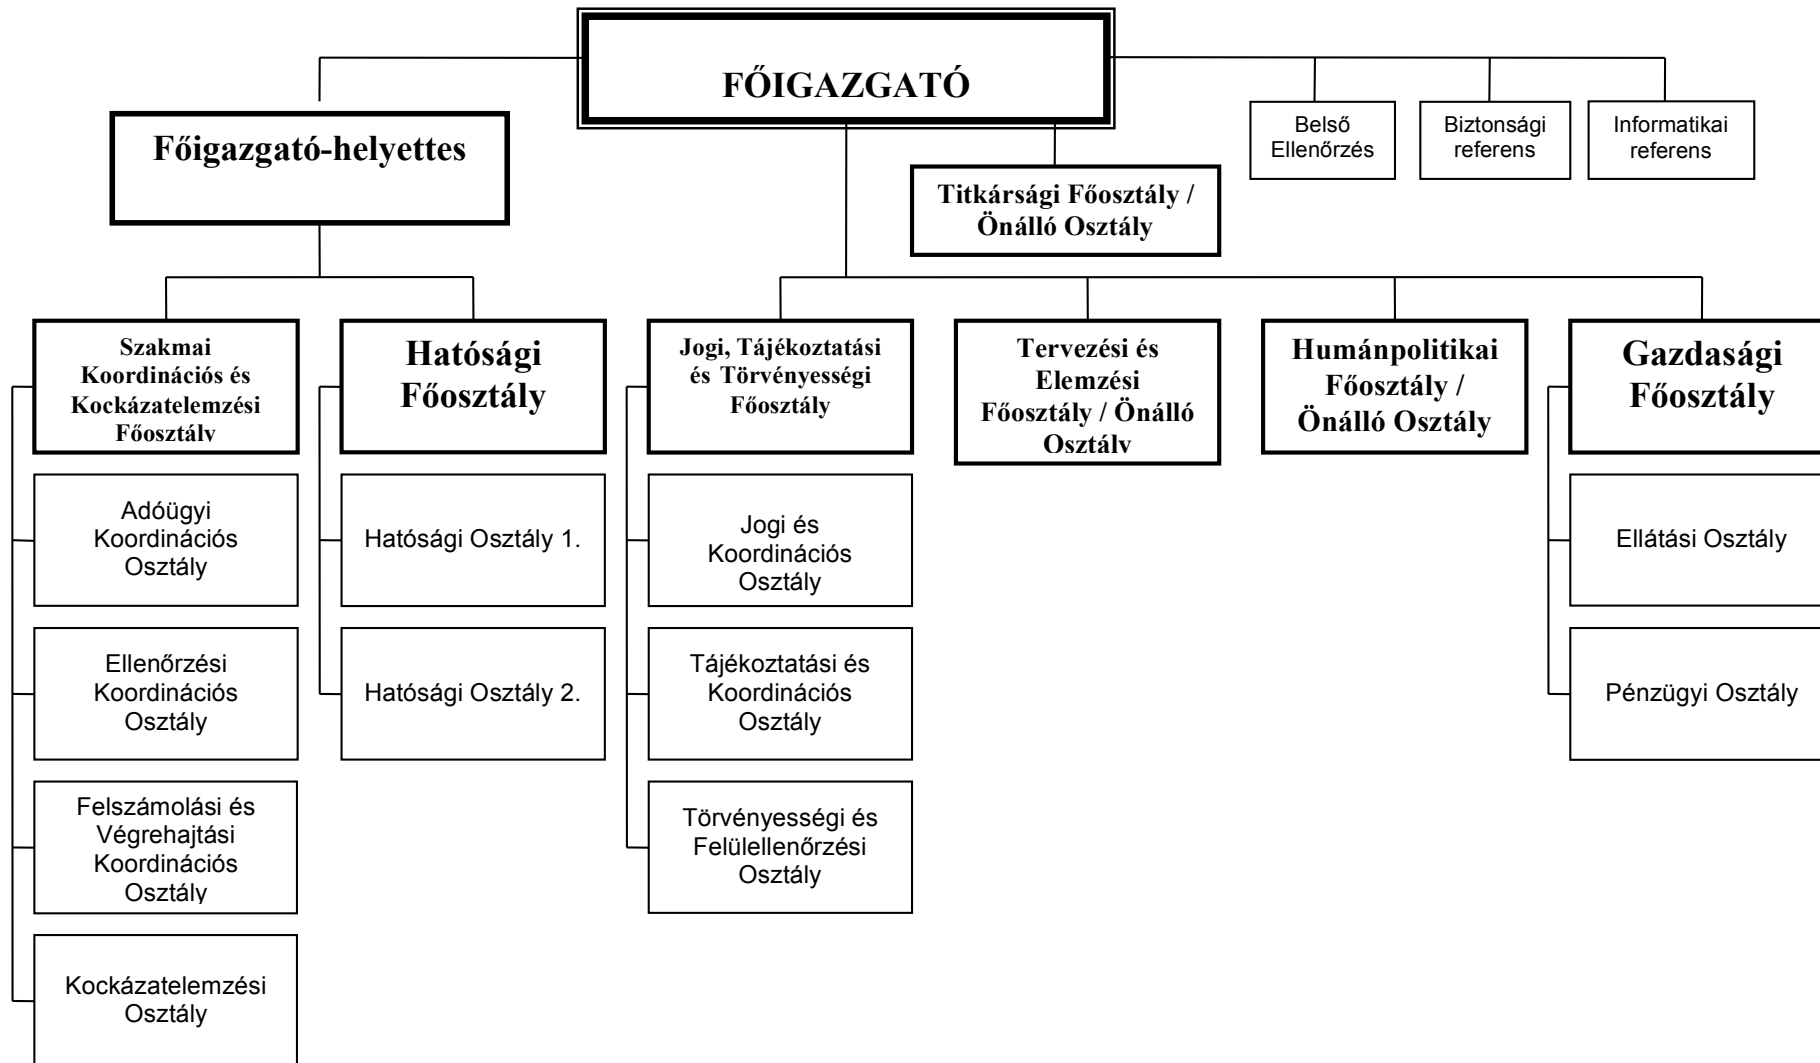 FŐIGAZGATÓ
Főigazgató-helyettes
Belső
Ellenőrzés
Biztonsági
referens
Informatikai
referens
Titkársági Főosztály /
Önálló Osztály
Szakmai
Koordinációs és
Kockázatelemzési
Főosztály
Hatósági
Főosztály
Jogi, Tájékoztatási
és Törvényességi
Főosztály
Tervezési és
Elemzési
Főosztály / Önálló
Osztály
Humánpolitikai
Főosztály /
Önálló Osztály
Gazdasági
Főosztály
Adóügyi
Koordinációs
Osztály
Hatósági Osztály 1.
Jogi és
Koordinációs
Osztály
Ellátási Osztály
Ellenőrzési
Koordinációs
Osztály
Hatósági Osztály 2.
Tájékoztatási és
Koordinációs
Osztály
Pénzügyi Osztály
Felszámolási és
Végrehajtási
Koordinációs
Osztály
Törvényességi és
Felülellenőrzési
Osztály
Kockázatelemzési
Osztály